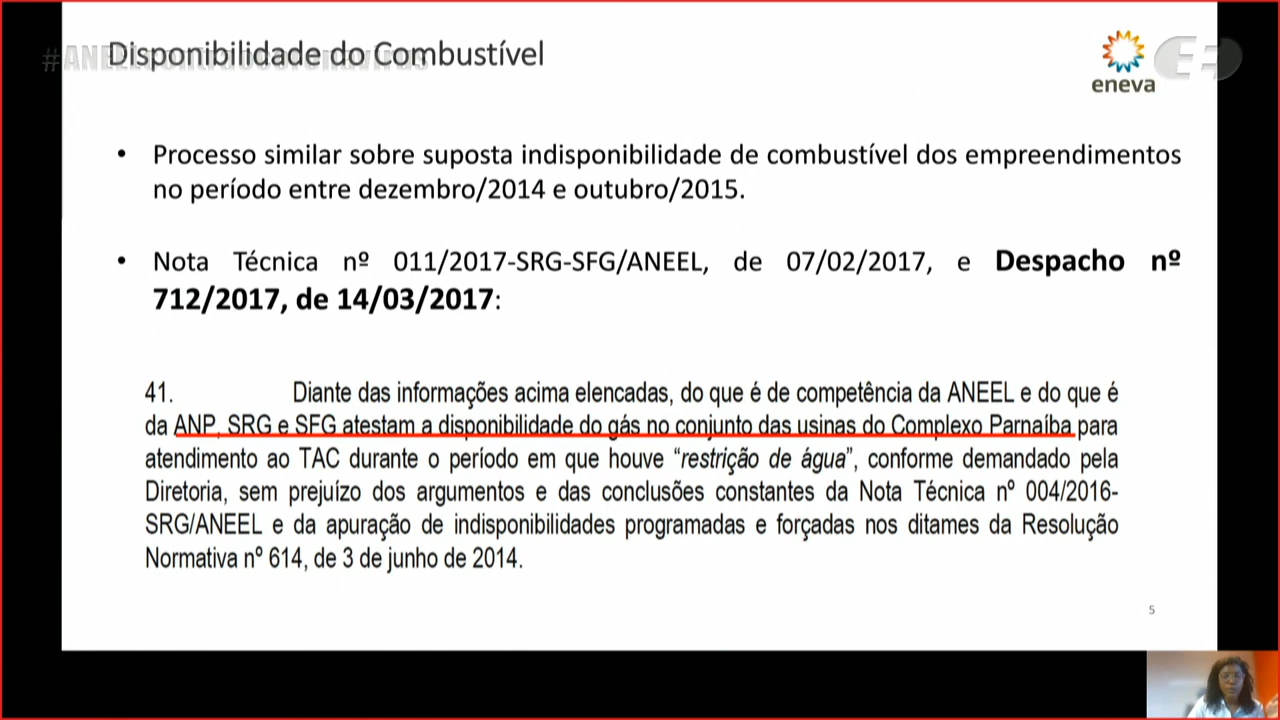 Disponibilidade do Combustível
eneva
• Processo similar sobre suposta indisponibilidade de combustível dos empreendimentos
no período entre dezembro/2014 e outubro/2015.
• Nota Técnica nº 011/2017-SRG-SFG/ANEEL, de 07/02/2017, e Despacho nº
712/2017, de 14/03/2017:
41. Diante das informações acima elencadas, do que é de competência da ANEEL e do que é
da ANP, SRG e SFG atestam a disponibilidade do gás no conjunto das usinas do Complexo Parnaíba para
atendimento ao TAC durante o período em que houve “restrição de água”, conforme demandado pela
Diretoria, sem prejuízo dos argumentos e das conclusões constantes da Nota Técnica nº 004/2016-
SRG/ANEEL e da apuração de indisponibilidades programadas e forçadas nos ditames da Resolução
Normativa nº 614, de 3 de junho de 2014.
5